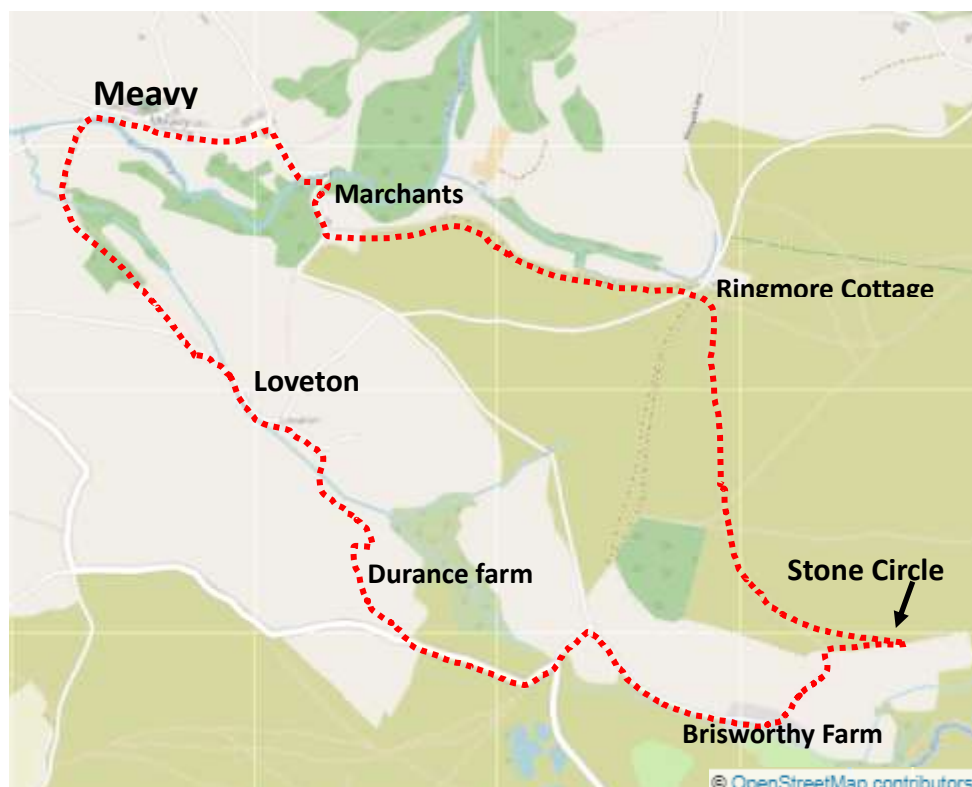 Meavy
Marchants
Ringmore Cottage
Loveton
Stone Circle
Durance farm
Brisworthy Farm
© OpenStreetMap contributors